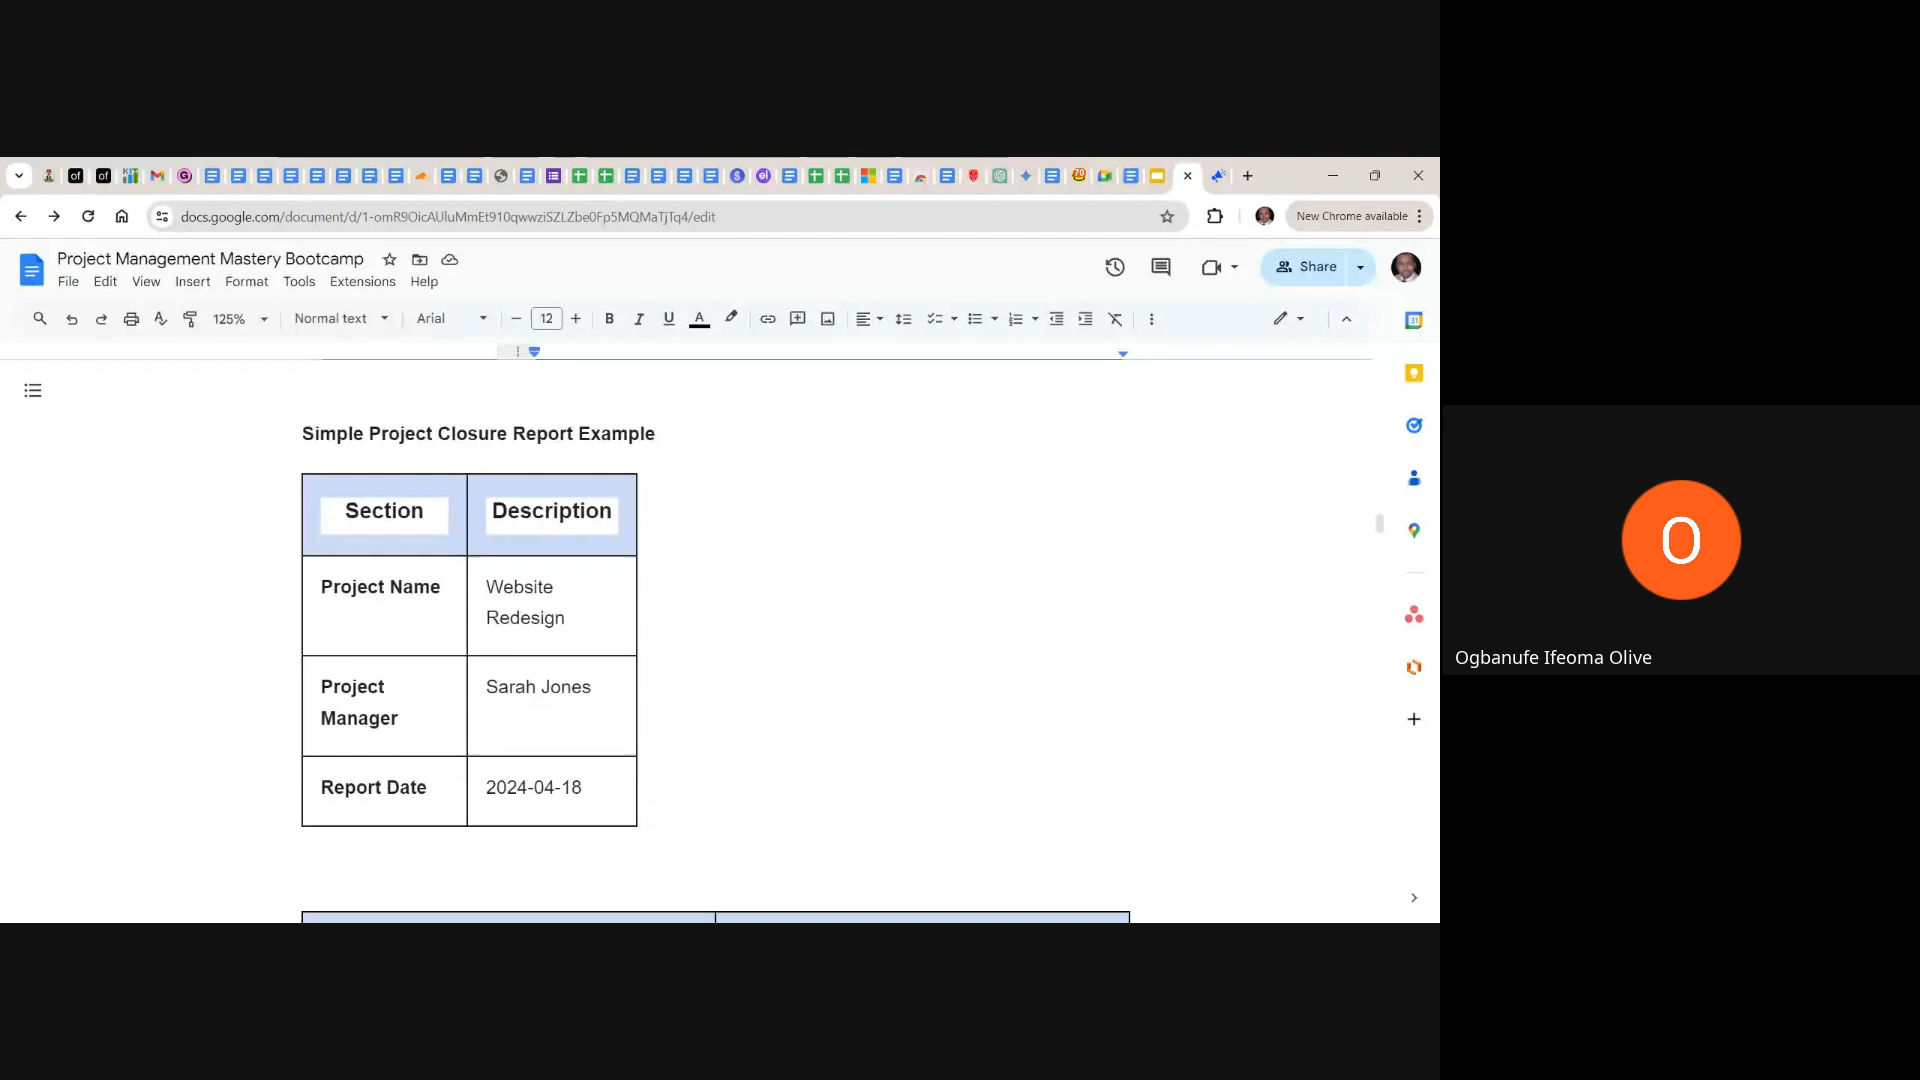 docs.google.com/document/d/1-omR9OicAUluMmEt910qwwziSZLZbe0Fp5MQMaTjTq4/edit
New Chrome available
Project Management Mastery Bootcamp
File Edit View Insert Format Tools Extensions Help
Share
125% Normal text Arial 12 B I U A
Simple Project Closure Report Example
Section Description
Project Name Website
Redesign
Project Sarah Jones
Manager
Report Date 2024-04-18
O
Ogbanufe Ifeoma Olive